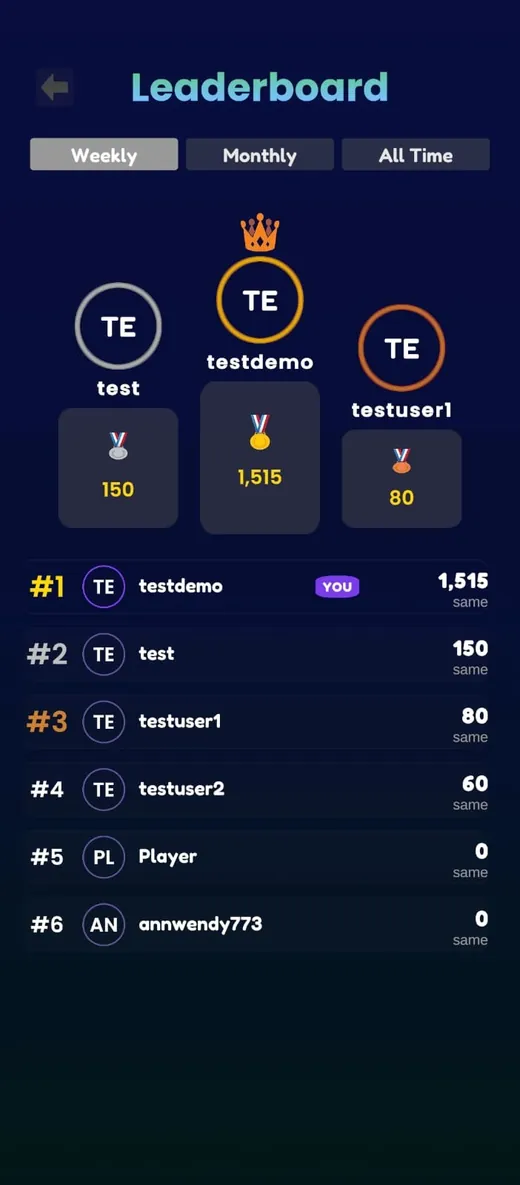 Leaderboard
Weekly Monthly All Time
TE
testdemo
1,515
TE
test
150
TE
testuser1
80
#1 TE testdemo YOU 1,515
same
#2 TE test 150
same
#3 TE testuser1 80
same
#4 TE testuser2 60
same
#5 PL Player 0
same
#6 AN annwendy773 0
same